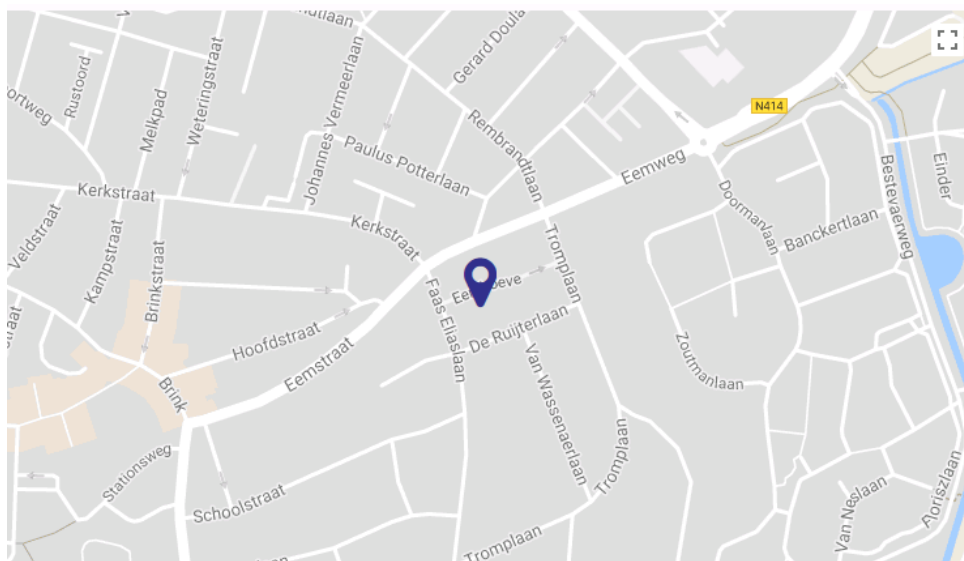 Gerard Doula
Rustoord
Melkpad
Weteringstraat
Johannes Vermeerlaan
Paulus Potterlaan
Rembrandtlaan
N414
Eemweg
Kerkstraat
Kerkstraat
Veldstraat
Kampstraat
Brinkstraat
Hoofdstraat
Eemstraat
Brink
Faas Eliaslaan
De Ruijterlaan
Tromplaan
Doormanlaan
Banckertlaan
Bestevaerweg
Einder
Zoutmanlaan
Van Wassenaerlaan
Tromplaan
Stationsweg
Schoolstraat
Tromplaan
Van Neslaan